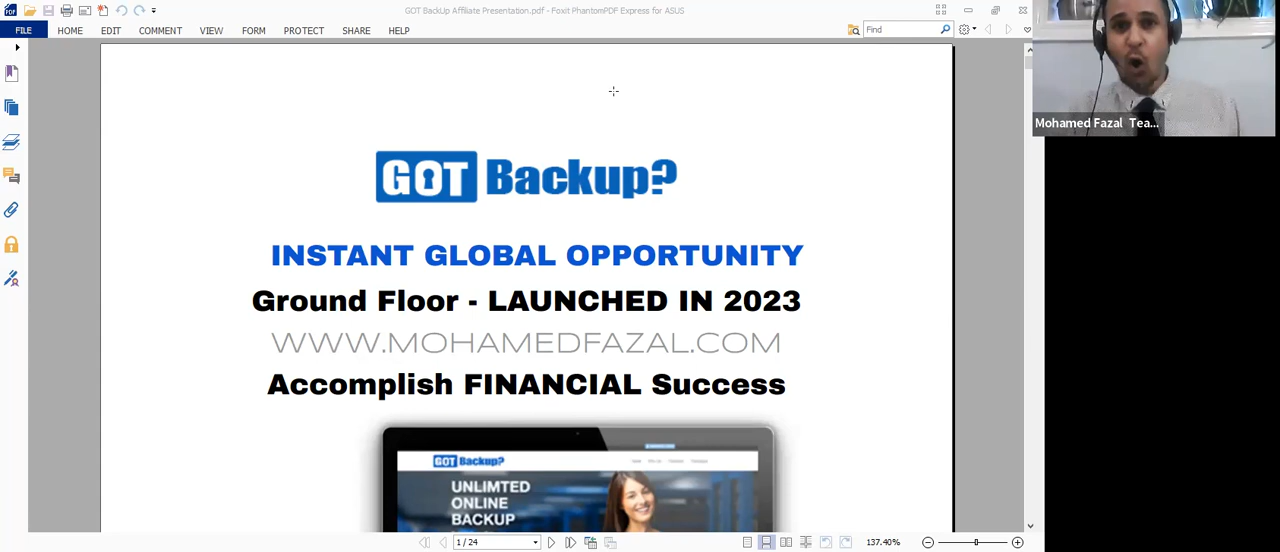 GOT BackUp Affiliate Presentation.pdf - Foxit PhantomPDF Express for ASUS
FILE HOME EDIT COMMENT VIEW FORM PROTECT SHARE HELP
Find
Mohamed Fazal Tea...
GOT Backup?
INSTANT GLOBAL OPPORTUNITY
Ground Floor - LAUNCHED IN 2023
WWW.MOHAMEDFAZAL.COM
Accomplish FINANCIAL Success
GOT Backup?
UNLIMTED
ONLINE
BACKUP
1 / 24
137.40%